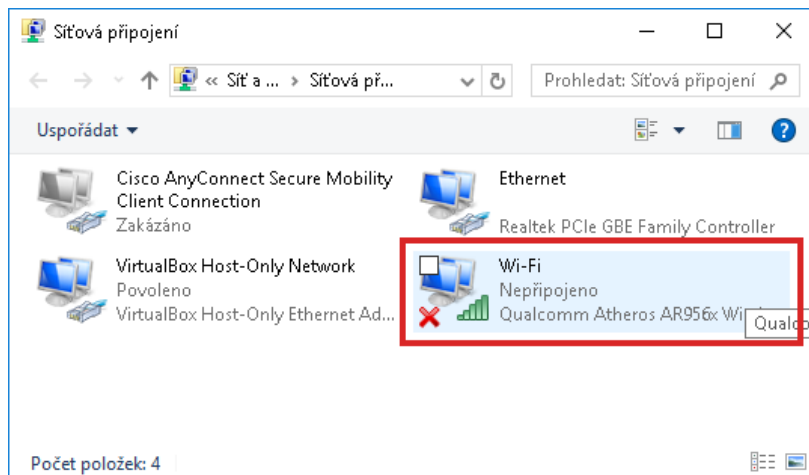 Síťová připojení
« Síť a ... > Síťová př...
Prohledat: Síťová připojení
Uspořádat
Cisco AnyConnect Secure Mobility
Client Connection
Zakázáno
Ethernet
Realtek PCIe GBE Family Controller
VirtualBox Host-Only Network
Povoleno
VirtualBox Host-Only Ethernet Ad...
Wi-Fi
Nepřipojeno
Qualcomm Atheros AR956x
Počet položek: 4